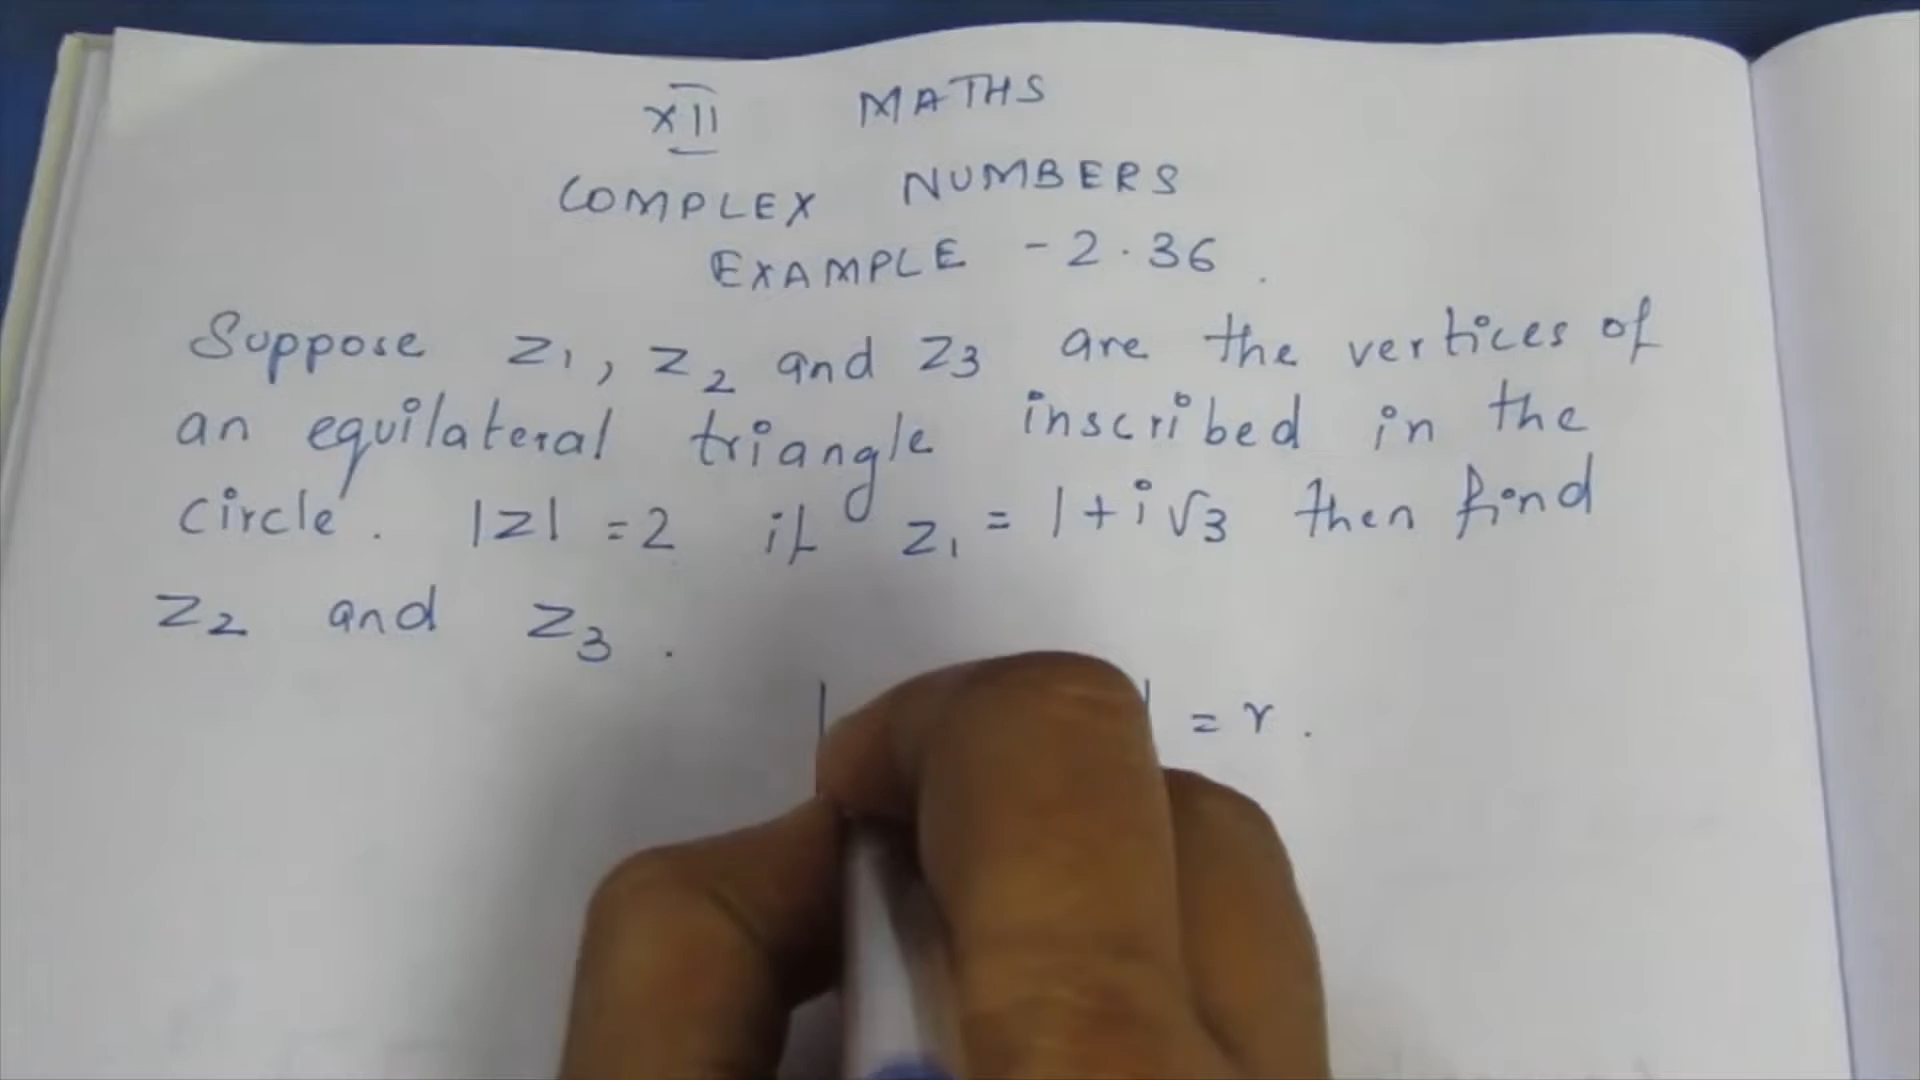 XII MATHS
COMPLEX NUMBERS
EXAMPLE - 2.36.
Suppose z1, z2 and z3 are the vertices of
an equilateral triangle inscribed in the
circle. |z| = 2 if z1 = 1+i√3 then find
z2 and z3.
| | = r.